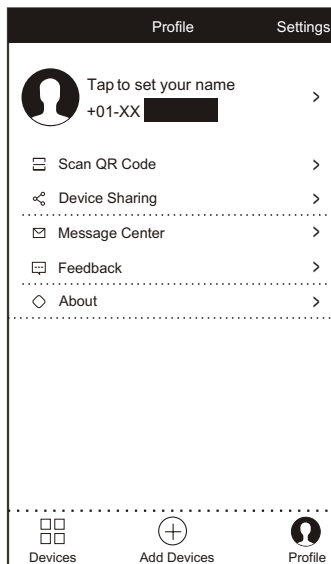 Profile Settings
Tap to set your name
+01-XX
Scan QR Code
Device Sharing
Message Center
Feedback
About
Devices Add Devices Profile